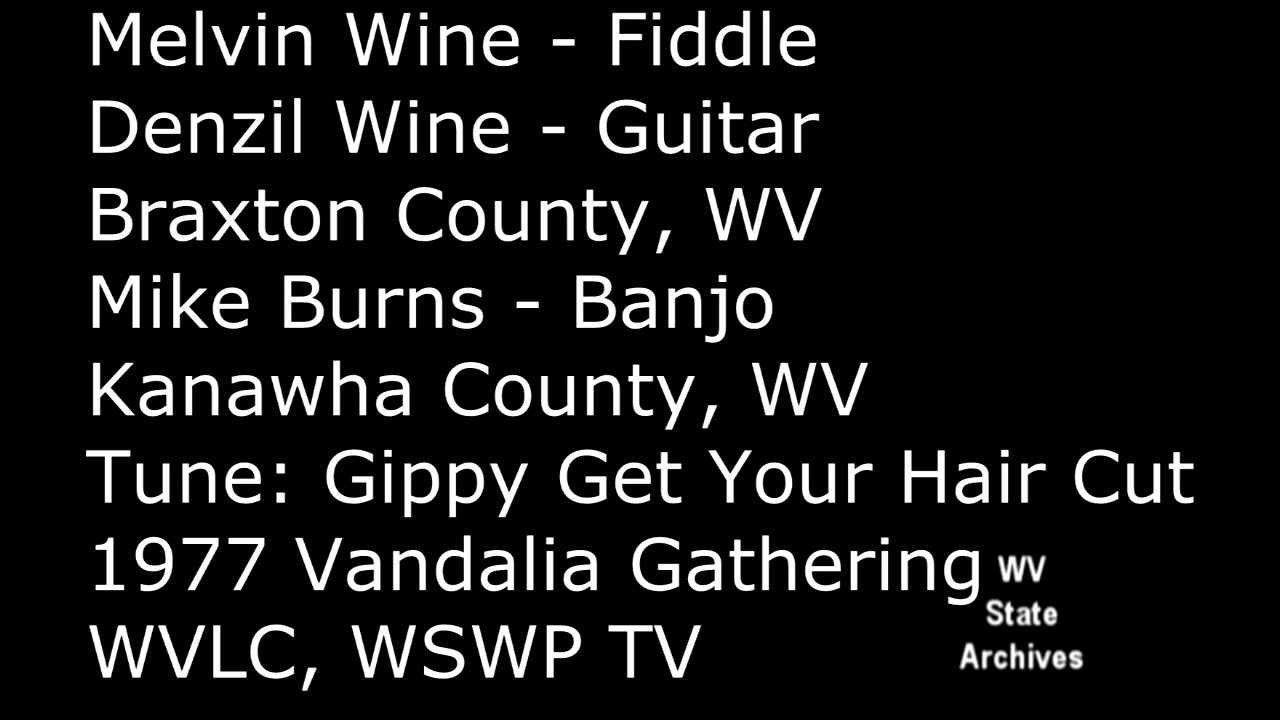 Melvin Wine - Fiddle
Denzil Wine - Guitar
Braxton County, WV
Mike Burns - Banjo
Kanawha County, WV
Tune: Gippy Get Your Hair Cut
1977 Vandalia Gathering
WVLC, WSWP TV
WV
State
Archives